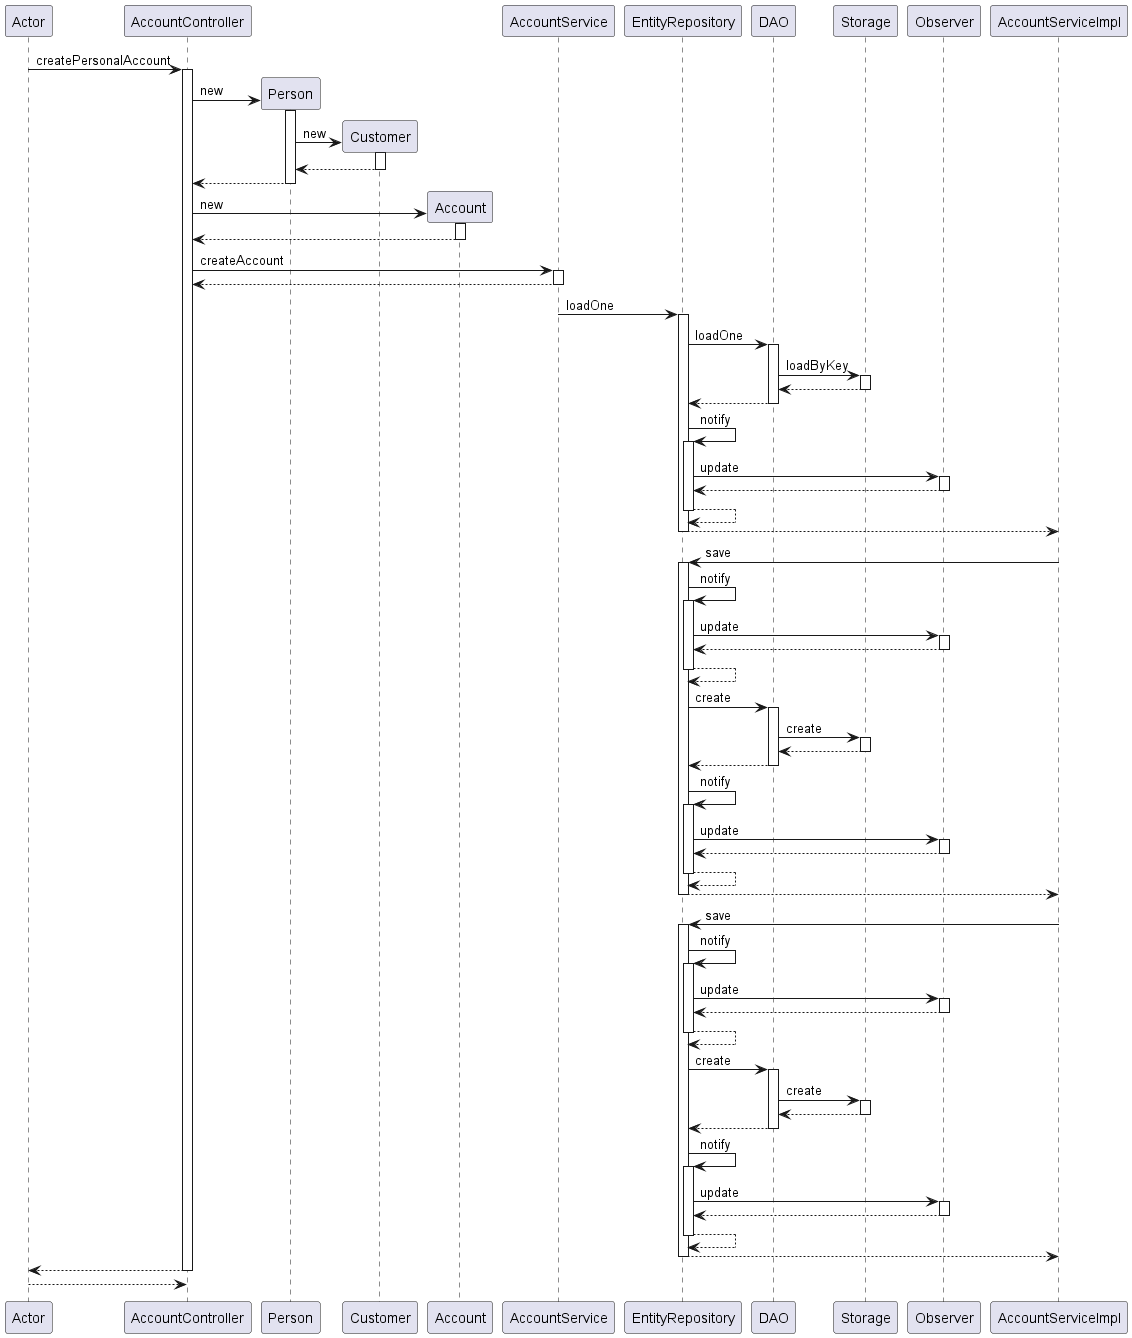 Actor
AccountController
AccountService
EntityRepository
DAO
Storage
Observer
AccountServiceImpl
createPersonalAccount
new
Person
new
Customer
new
Account
createAccount
loadOne
loadOne
loadByKey
notify
update
save
notify
update
create
create
notify
update
save
notify
update
create
create
notify
update
Actor
AccountController
Person
Customer
Account
AccountService
EntityRepository
DAO
Storage
Observer
AccountServiceImpl